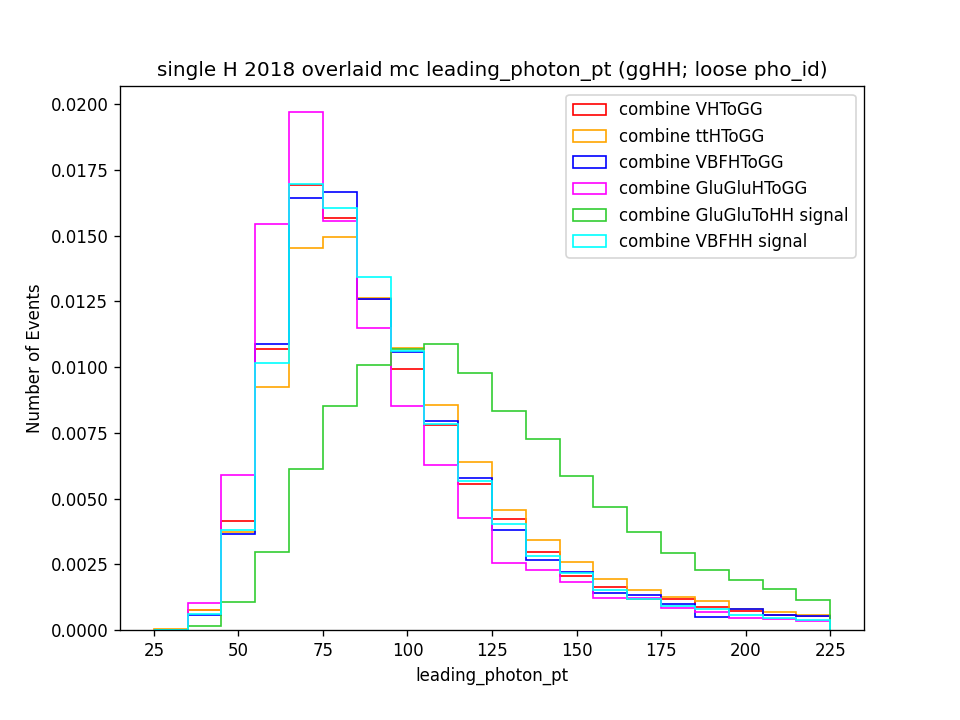 single H 2018 overlaid mc leading_photon_pt (ggHH; loose pho_id)
combine VHToGG
combine ttHToGG
combine VBFHToGG
combine GluGluHToGG
combine GluGluToHH signal
combine VBFHH signal
Number of Events
0.0200
0.0175
0.0150
0.0125
0.0100
0.0075
0.0050
0.0025
0.0000
25 50 75 100 125 150 175 200 225
leading_photon_pt